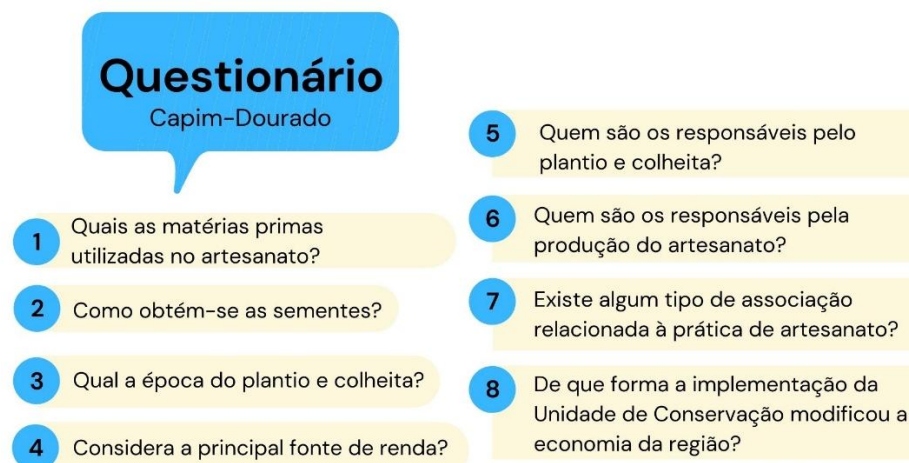 Questionário
Capim-Dourado
1
Quais as matérias primas
utilizadas no artesanato?
2
Como obtém-se as sementes?
3
Qual a época do plantio e colheita?
4
Considera a principal fonte de renda?
5
Quem são os responsáveis pelo
plantio e colheita?
6
Quem são os responsáveis pela
produção do artesanato?
7
Existe algum tipo de associação
relacionada à prática de artesanato?
8
De que forma a implementação da
Unidade de Conservação modificou a
economia da região?